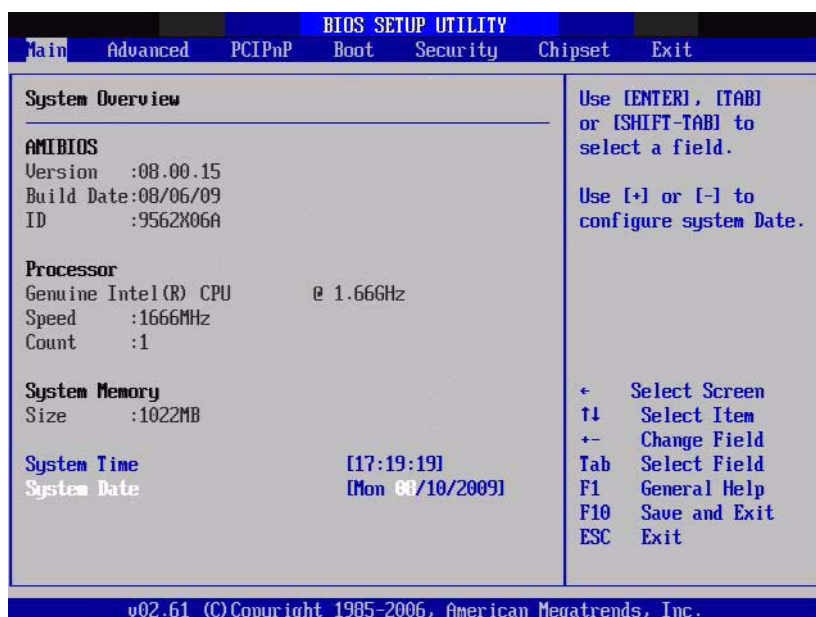 BIOS SETUP UTILITY
Main Advanced PCIPnP Boot Security Chipset Exit
System Overview
AMIBIOS
Version :08.00.15
Build Date:08/06/09
ID :9562X06A
Processor
Genuine Intel(R) CPU @ 1.66GHz
Speed :1666MHz
Count :1
System Memory
Size :1022MB
System Time [17:19:19]
System Date [Mon 08/10/2009]
Use [ENTER], [TAB]
or [SHIFT-TAB] to
select a field.
Use [+] or [-] to
configure system Date.
← Select Screen
↑↓ Select Item
+- Change Field
Tab Select Field
F1 General Help
F10 Save and Exit
ESC Exit
v02.61 (C)Copyright 1985-2006, American Megatrends, Inc.